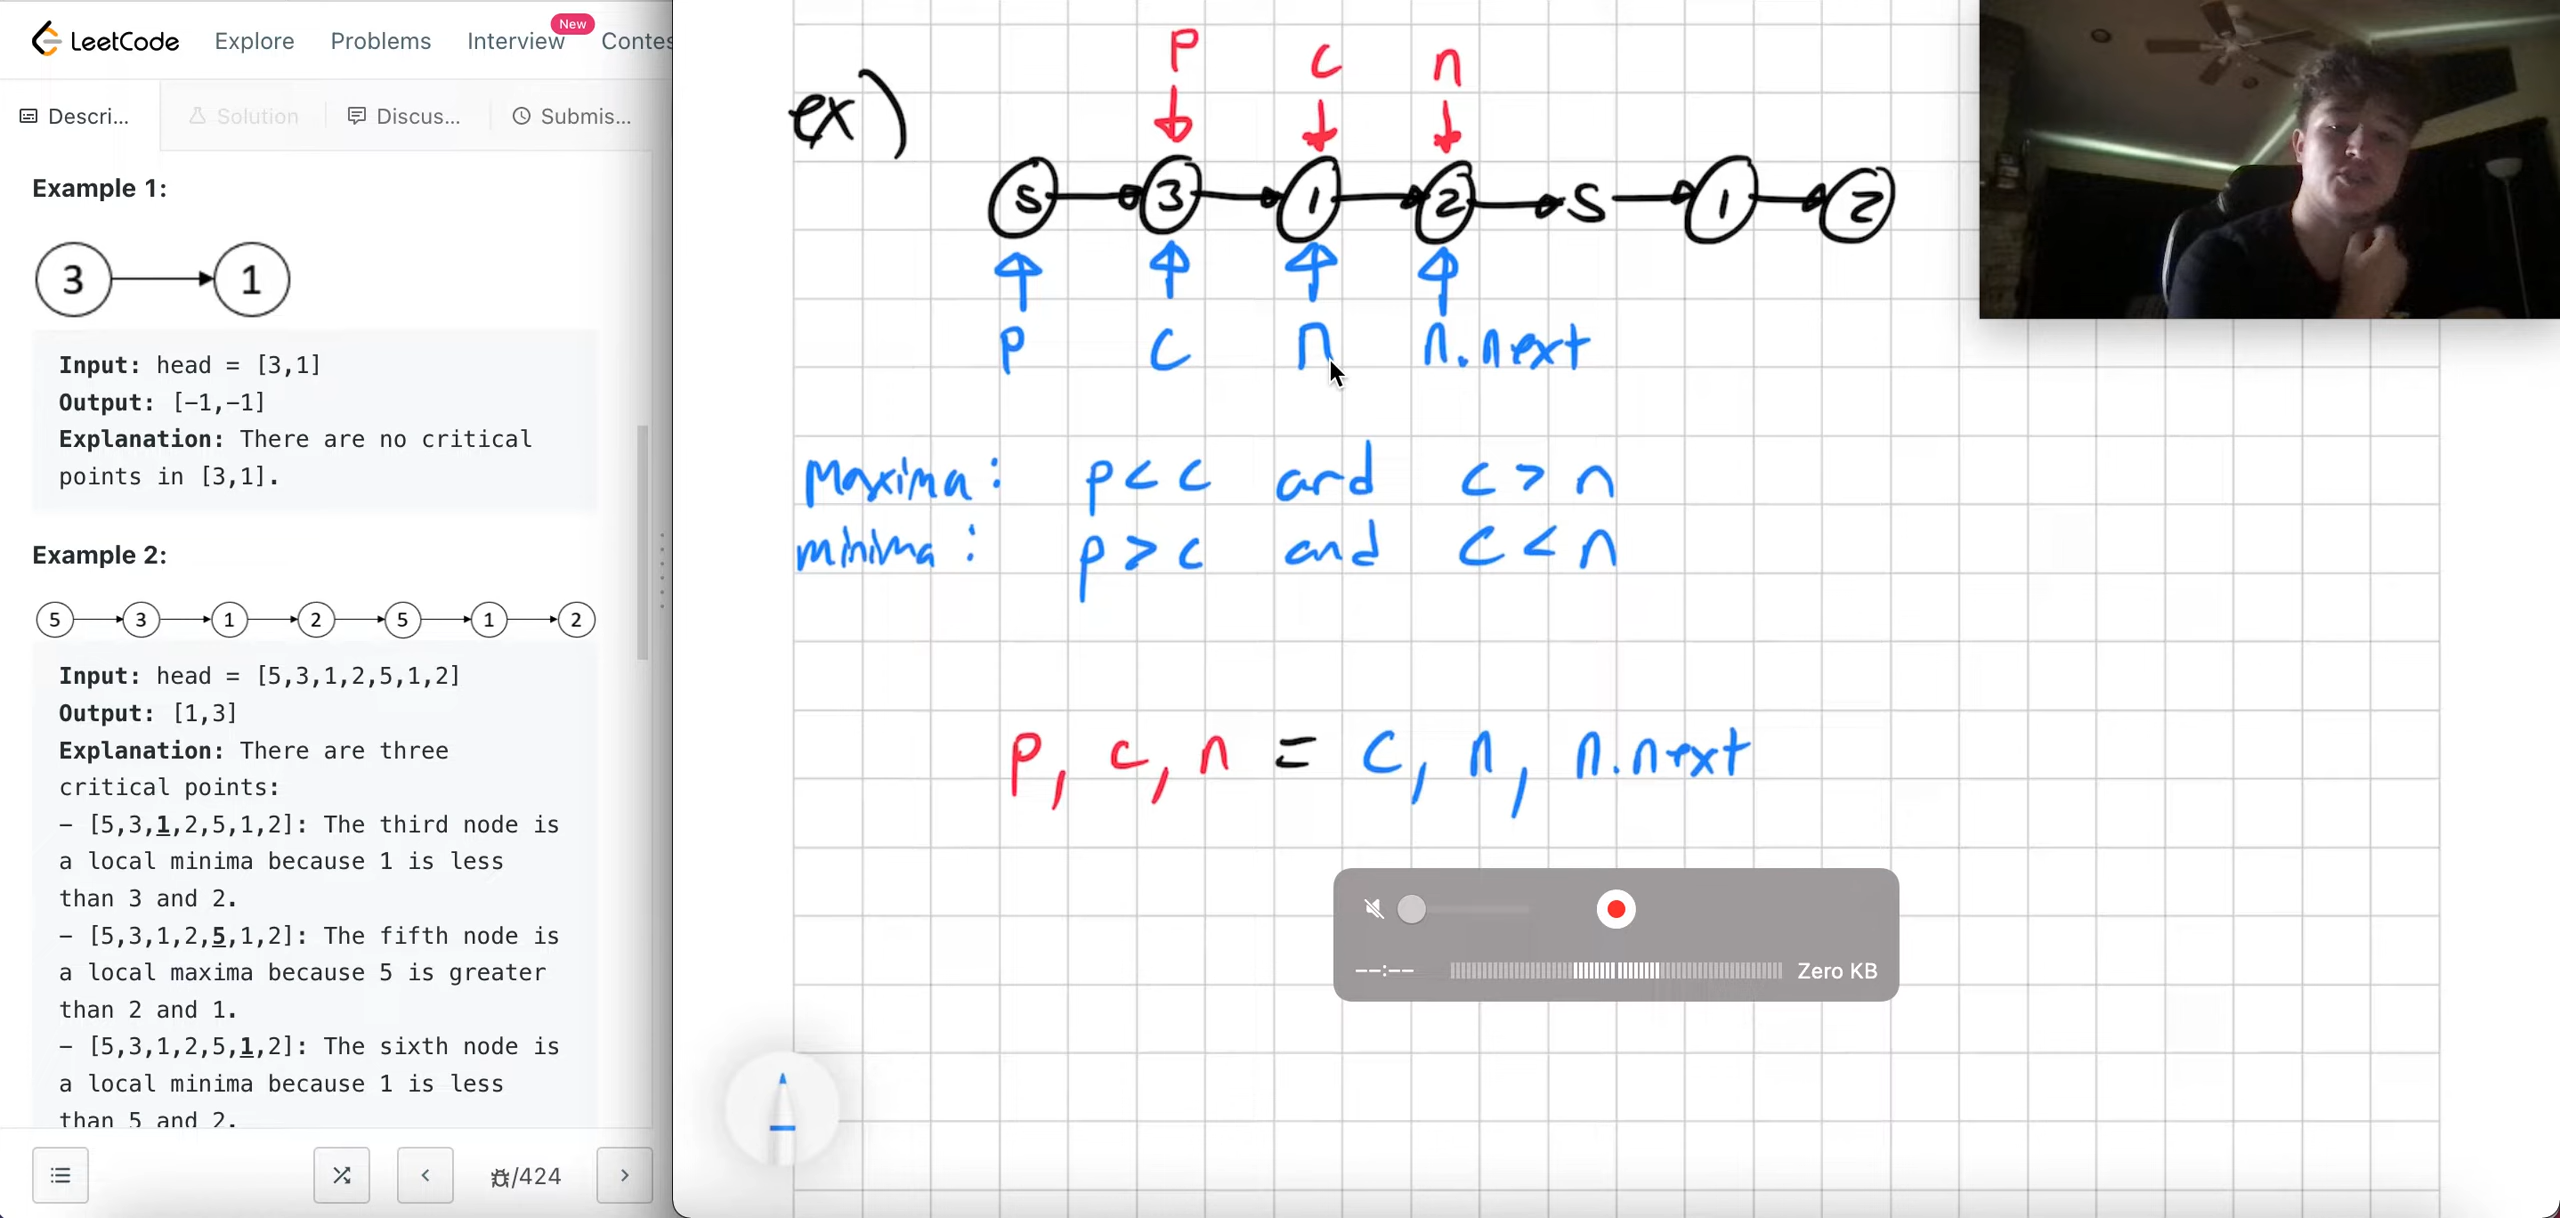 LeetCode Explore Problems Interview New Contes
Descri... Solution Discus... Submis...
Example 1:
3 1
Input: head = [3,1]
Output: [-1,-1]
Explanation: There are no critical
points in [3,1].
Example 2:
5 3 1 2 5 1 2
Input: head = [5,3,1,2,5,1,2]
Output: [1,3]
Explanation: There are three
critical points:
- [5,3,1,2,5,1,2]: The third node is
a local minima because 1 is less
than 3 and 2.
- [5,3,1,2,5,1,2]: The fifth node is
a local maxima because 5 is greater
than 2 and 1.
- [5,3,1,2,5,1,2]: The sixth node is
a local minima because 1 is less
than 5 and 2.
/424
P c n
ex)
5 3 1 2 5 1 2
P c n n.next
Maxima: p < c and c > n
minima: p > c and c < n
p, c, n = c, n, n.next
--:-- Zero KB